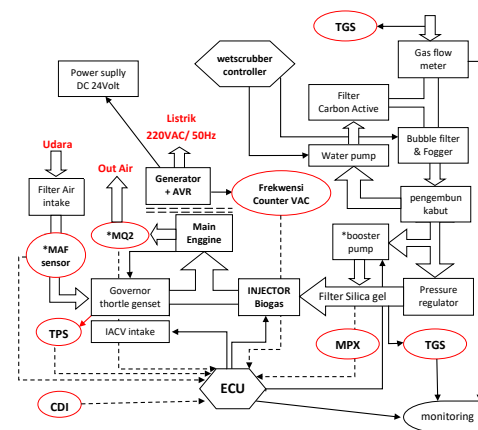 TGS
Gas flow
meter
wetscrubber
controller
Power suplly
DC 24Volt
Filter
Carbon Active
Listrik
220VAC/ 50Hz
Udara
Bubble filter
& Fogger
Out Air
Water pump
Filter Air
intake
Generator
+ AVR
Frekwensi
Counter VAC
pengembun
kabut
*MQ2
Main
Enggine
*booster
pump
*MAF
sensor
Governor
thortle genset
INJECTOR
Biogas
Filter Silica gel
Pressure
regulator
TPS
IACV intake
MPX
TGS
ECU
CDI
monitoring